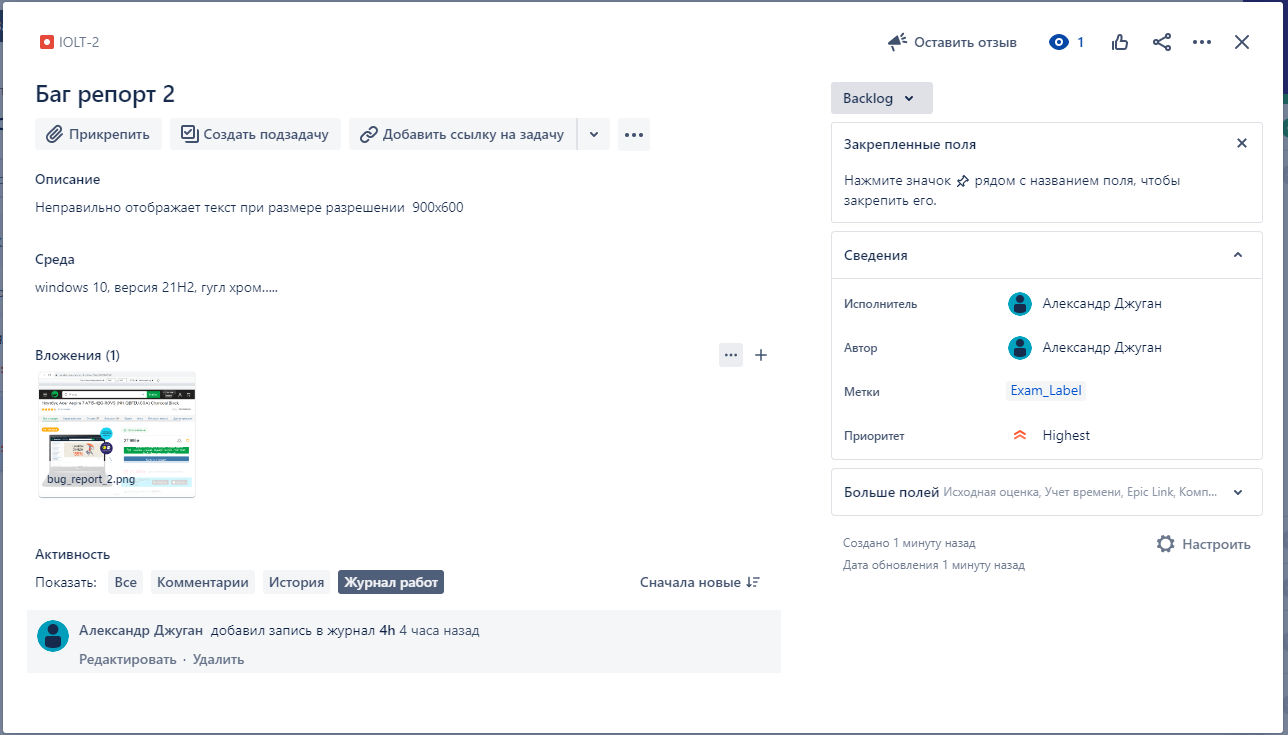 IOLT-2
Оставить отзыв
1
Баг репорт 2
Прикрепить
Создать подзадачу
Добавить ссылку на задачу
Описание
Неправильно отображает текст при размере разрешении 900x600
Среда
windows 10, версия 21H2, гугл хром.....
Вложения (1)
bug_report_2.png
Активность
Показать: Все Комментарии История Журнал работ
Сначала новые
Александр Джуган добавил запись в журнал 4h 4 часа назад
Редактировать · Удалить
Backlog
Закрепленные поля
Нажмите значок рядом с названием поля, чтобы
закрепить его.
Сведения
Исполнитель Александр Джуган
Автор Александр Джуган
Метки Exam_Label
Приоритет Highest
Больше полей Исходная оценка, Учет времени, Epic Link, Комп...
Создано 1 минуту назад
Настроить
Дата обновления 1 минуту назад